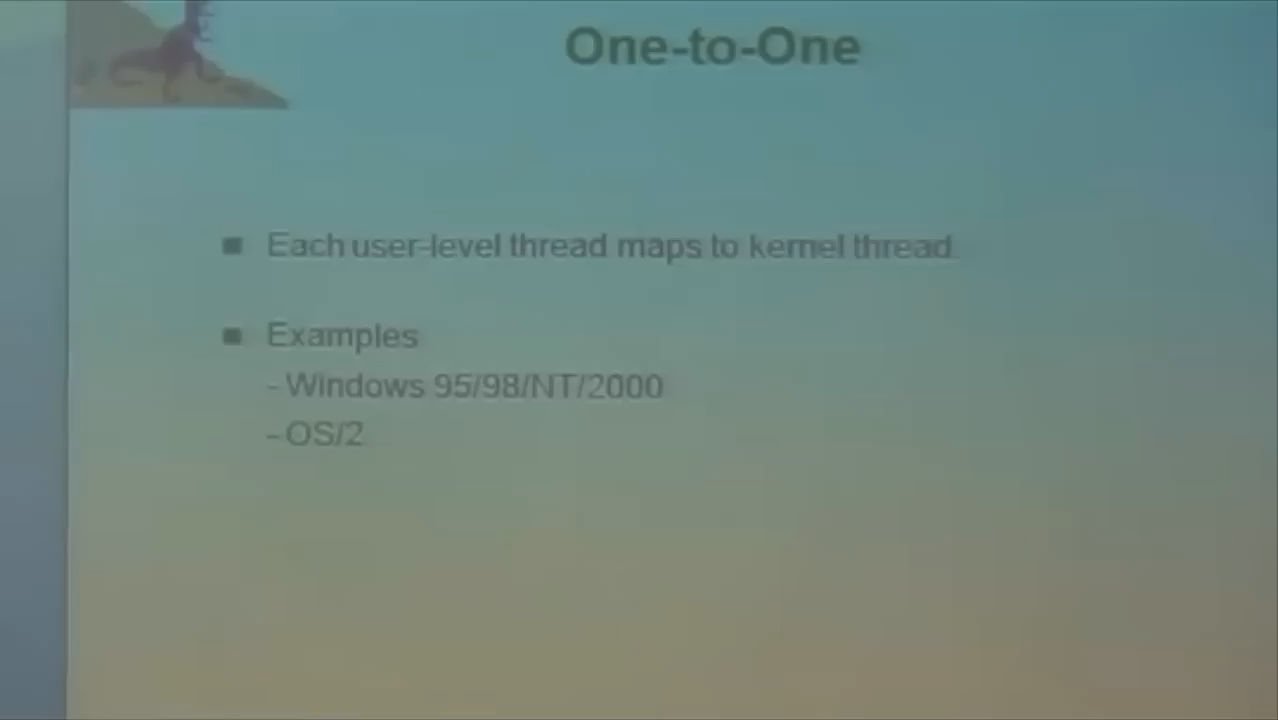 One-to-One
Each user-level thread maps to kernel thread.
Examples
- Windows 95/98/NT/2000
- OS/2